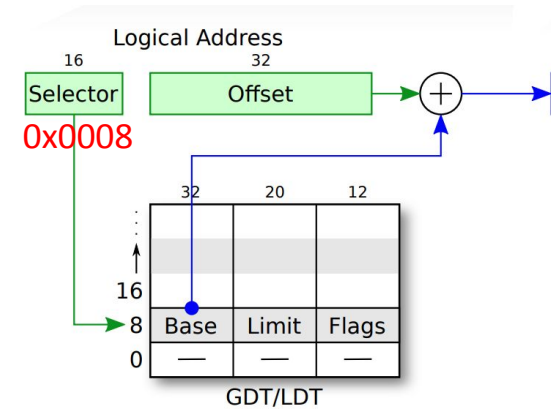 Logical Address
16 32
Selector Offset +
0x0008
32 20 12
16
8 Base Limit Flags
0 — — —
GDT/LDT